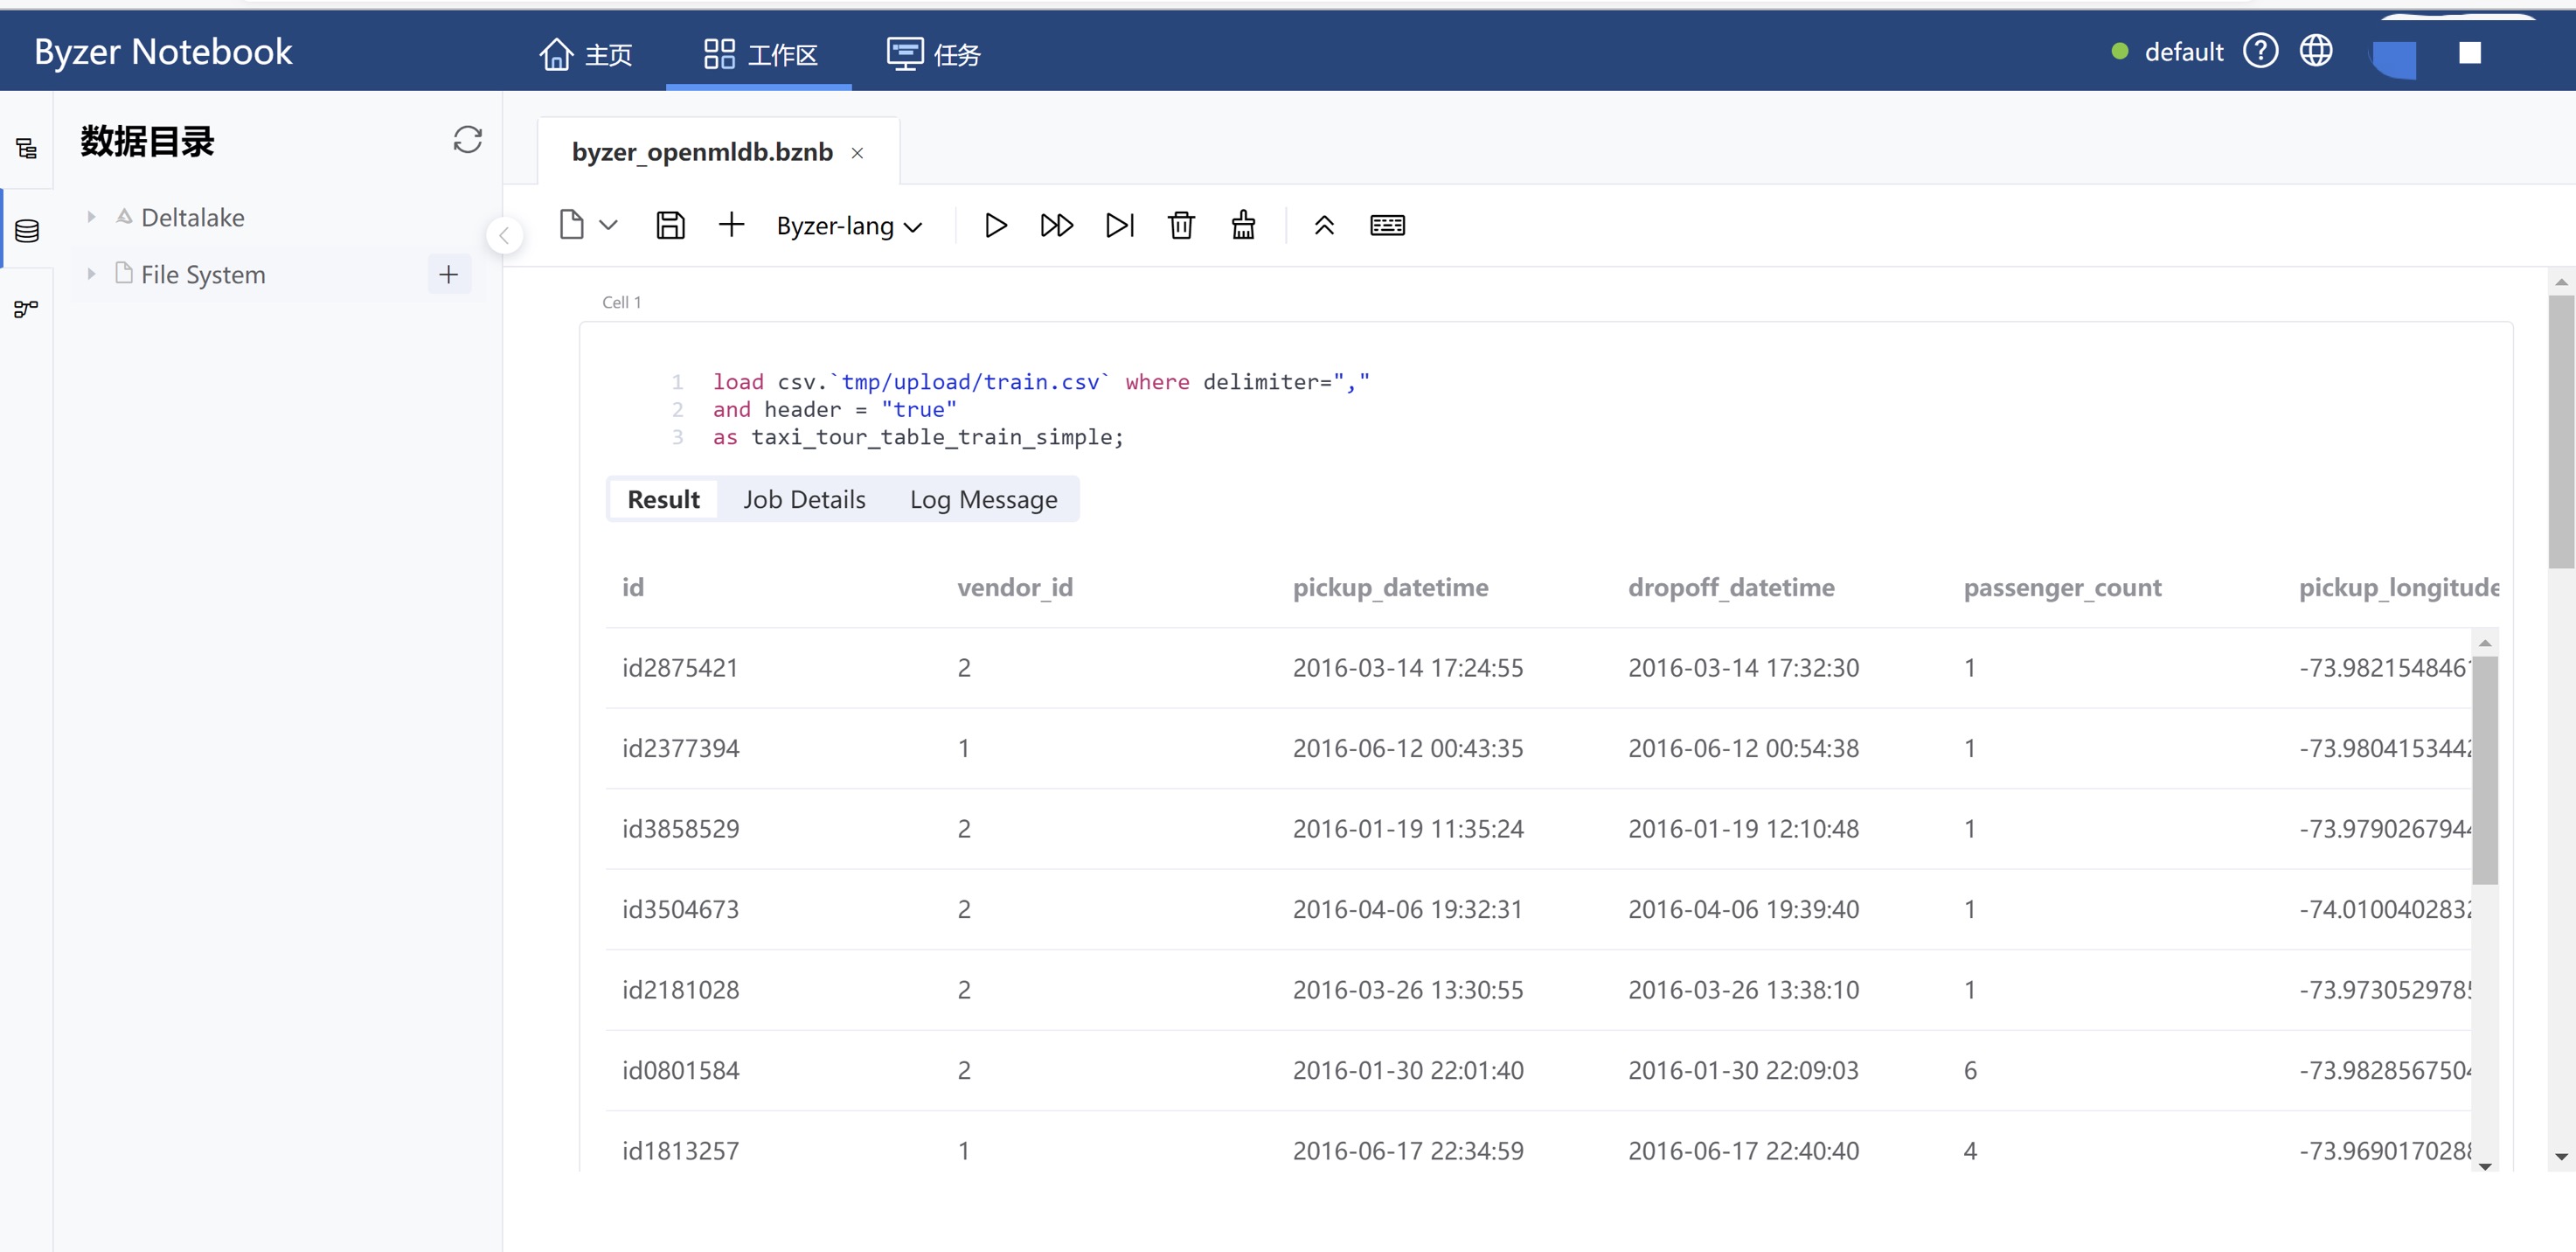 Byzer Notebook 主页 工作区 任务 default
数据目录
Deltalake
File System
byzer_openmldb.bznb
Byzer-lang
Cell 1
1 load csv.`tmp/upload/train.csv` where delimiter=","
2 and header = "true"
3 as taxi_tour_table_train_simple;
Result Job Details Log Message
id vendor_id pickup_datetime dropoff_datetime passenger_count pickup_longitude
id2875421 2 2016-03-14 17:24:55 2016-03-14 17:32:30 1 -73.982154846
id2377394 1 2016-06-12 00:43:35 2016-06-12 00:54:38 1 -73.980415344
id3858529 2 2016-01-19 11:35:24 2016-01-19 12:10:48 1 -73.979026794
id3504673 2 2016-04-06 19:32:31 2016-04-06 19:39:40 1 -74.010040283
id2181028 2 2016-03-26 13:30:55 2016-03-26 13:38:10 1 -73.973052978
id0801584 2 2016-01-30 22:01:40 2016-01-30 22:09:03 6 -73.982856750
id1813257 1 2016-06-17 22:34:59 2016-06-17 22:40:40 4 -73.969017028